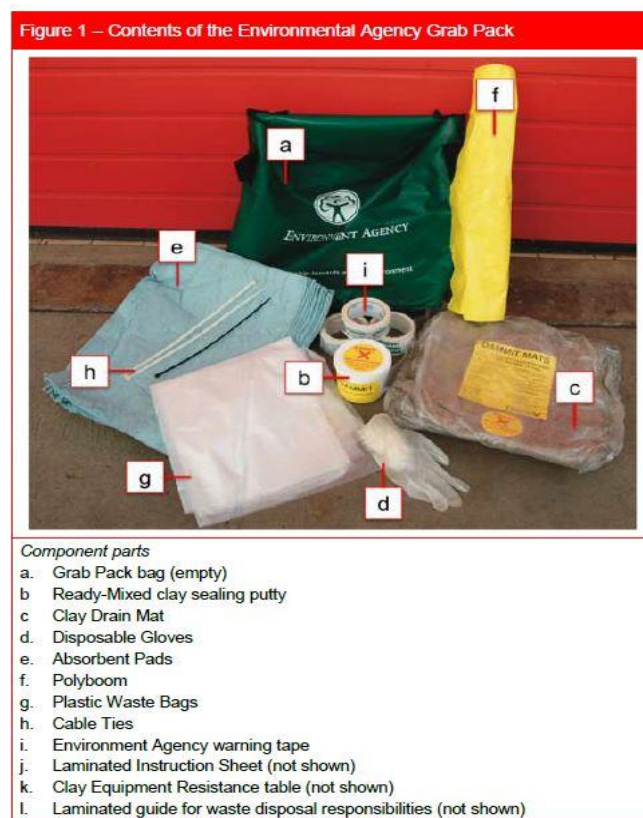 Figure 1 – Contents of the Environmental Agency Grab Pack
f
a
ENVIRONMENT AGENCY
e
i
DAMMIT MATS
h
b
c
g
d
Component parts
a. Grab Pack bag (empty)
b Ready-Mixed clay sealing putty
c Clay Drain Mat
d. Disposable Gloves
e. Absorbent Pads
f. Polyboom
g. Plastic Waste Bags
h. Cable Ties
i. Environment Agency warning tape
j. Laminated Instruction Sheet (not shown)
k. Clay Equipment Resistance table (not shown)
l. Laminated guide for waste disposal responsibilities (not shown)